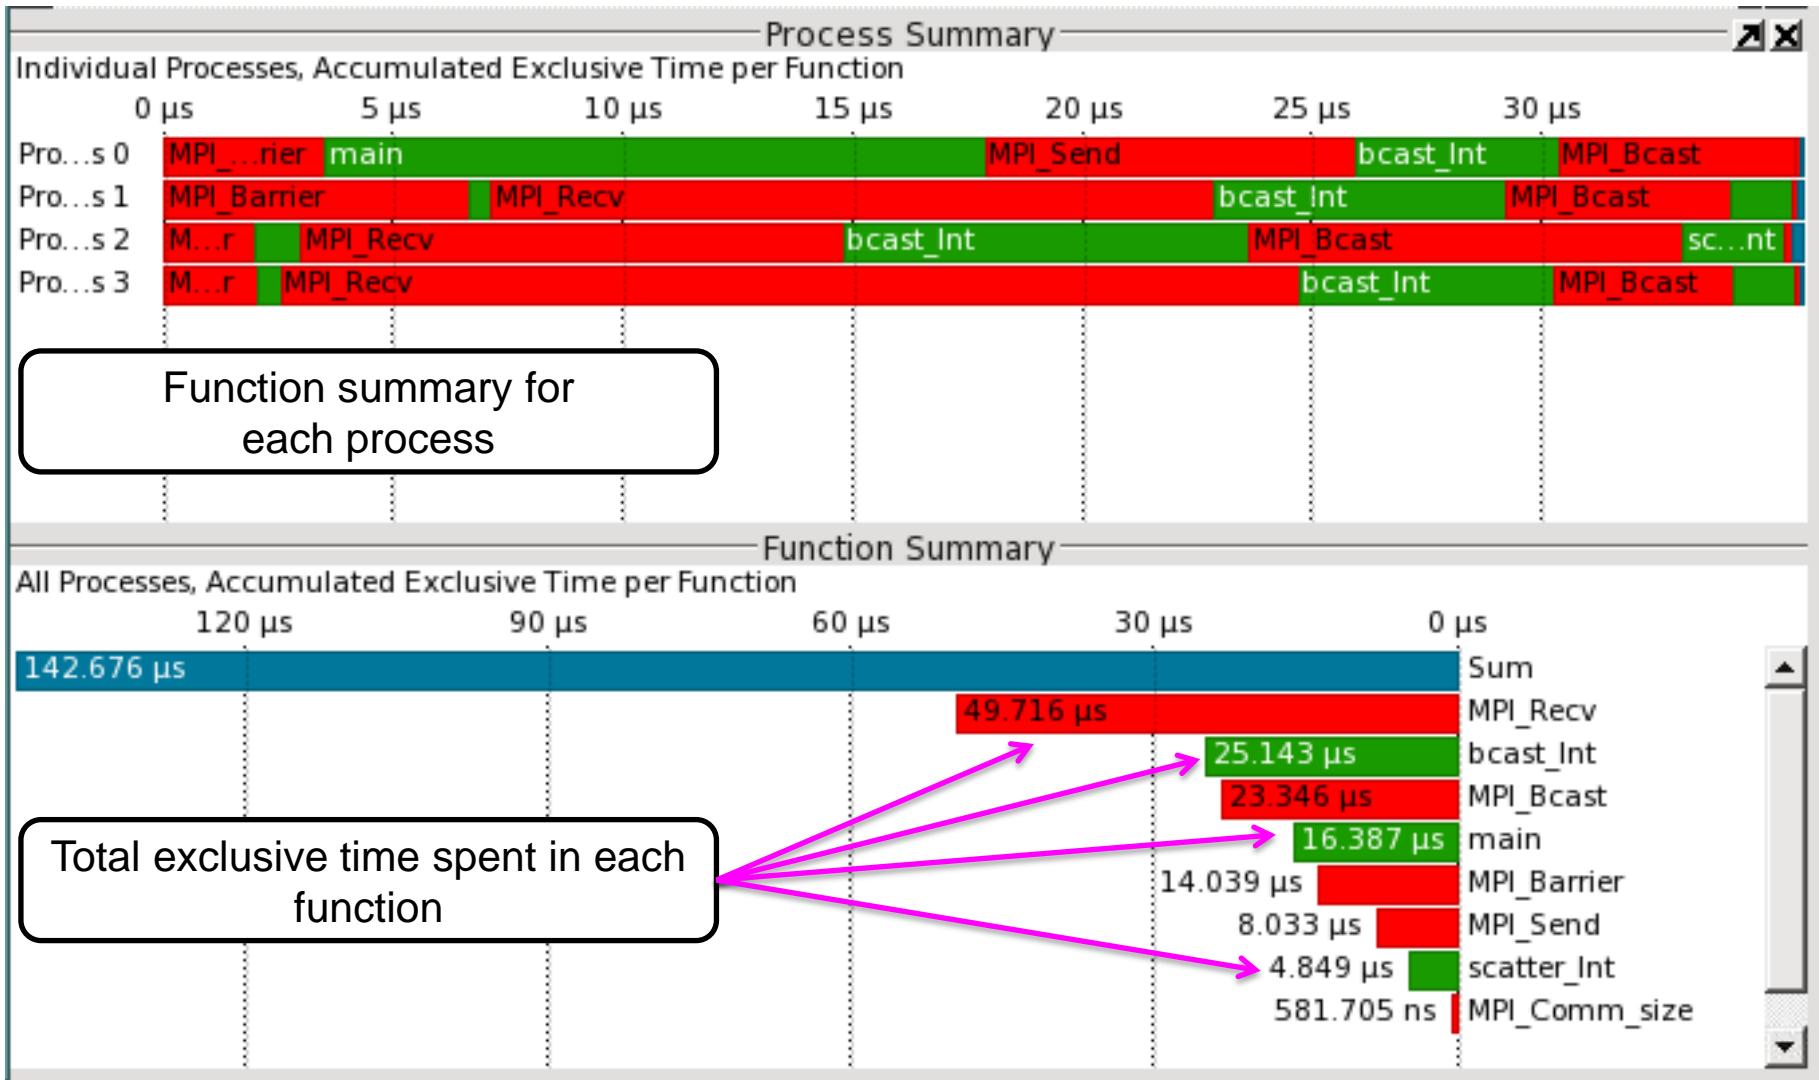 Process Summary
Individual Processes, Accumulated Exclusive Time per Function
0 µs 5 µs 10 µs 15 µs 20 µs 25 µs 30 µs
Pro...s 0 MPI_...rier main MPI_Send bcast_Int MPI_Bcast
Pro...s 1 MPI_Barrier MPI_Recv bcast_Int MPI_Bcast
Pro...s 2 M...r MPI_Recv bcast_Int MPI_Bcast sc...nt
Pro...s 3 M...r MPI_Recv bcast_Int MPI_Bcast
Function summary for
each process
Function Summary
All Processes, Accumulated Exclusive Time per Function
120 µs 90 µs 60 µs 30 µs 0 µs
142.676 µs Sum
49.716 µs MPI_Recv
25.143 µs bcast_Int
23.346 µs MPI_Bcast
16.387 µs main
14.039 µs MPI_Barrier
8.033 µs MPI_Send
4.849 µs scatter_Int
581.705 ns MPI_Comm_size
Total exclusive time spent in each
function